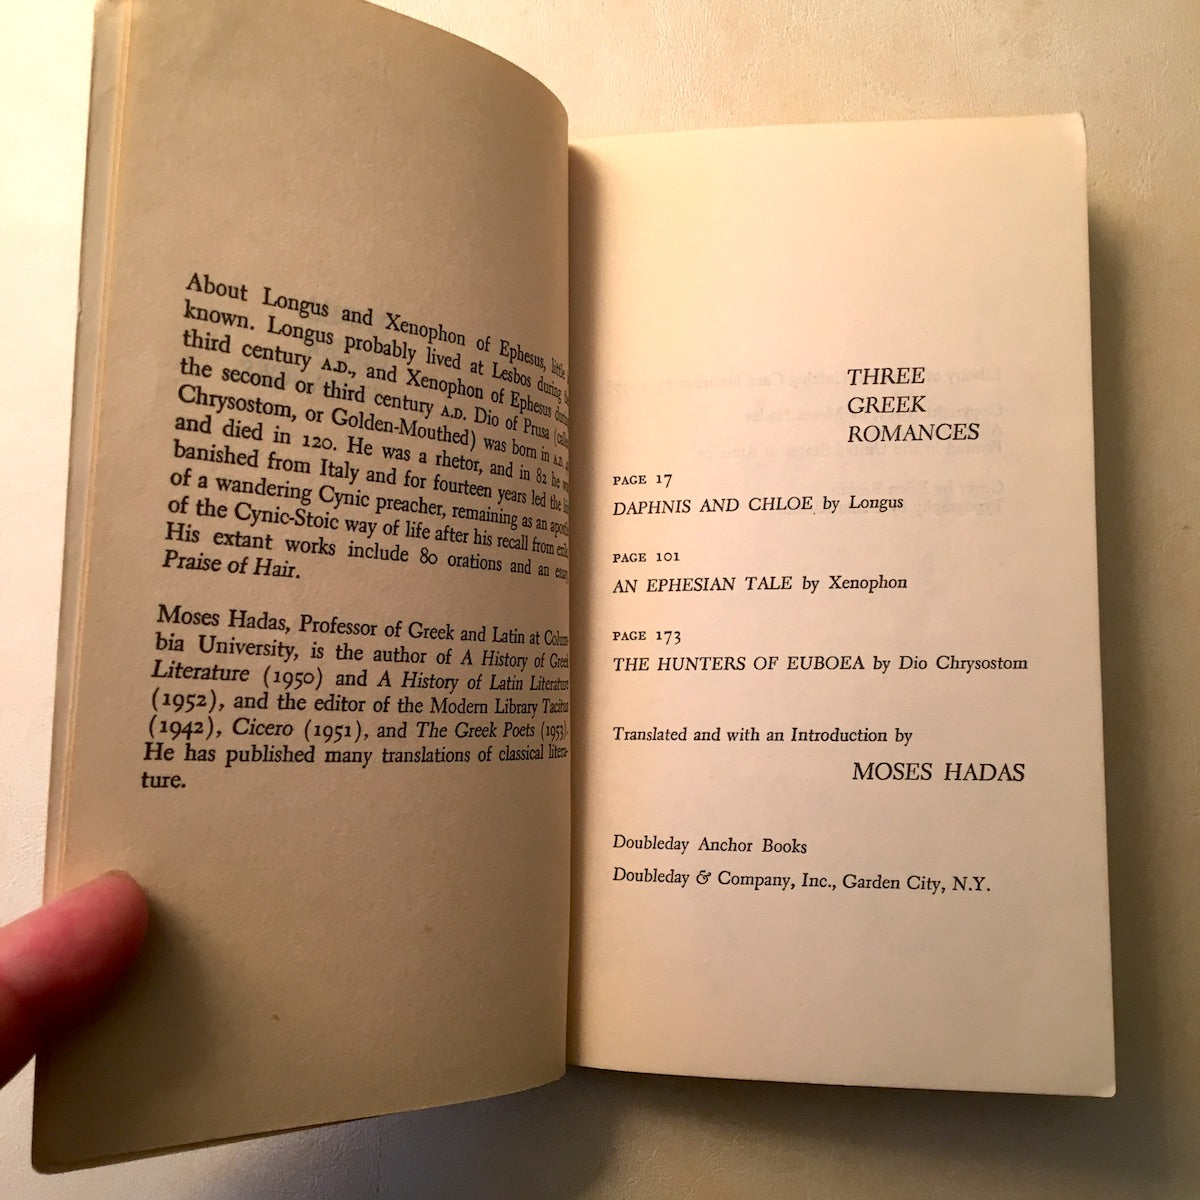 About Longus and Xenophon of Ephesus, little
known. Longus probably lived at Lesbos during
third century A.D., and Xenophon of Ephesus
the second or third century A.D. Dio of Prusa
Chrysostom, or Golden-Mouthed) was born in A.D.
and died in 120. He was a rhetor, and in 82 he
banished from Italy and for fourteen years led the
of a wandering Cynic preacher, remaining as an
of the Cynic-Stoic way of life after his recall from
His extant works include 80 orations and an
Praise of Hair.
Moses Hadas, Professor of Greek and Latin at Colum-
bia University, is the author of A History of Greek
Literature (1950) and A History of Latin Literature
(1952), and the editor of the Modern Library Tacitus
(1942), Cicero (1951), and The Greek Poets (1953).
He has published many translations of classical litera-
ture.
THREE
GREEK
ROMANCES
PAGE 17
DAPHNIS AND CHLOE by Longus
PAGE 101
AN EPHESIAN TALE by Xenophon
PAGE 173
THE HUNTERS OF EUBOEA by Dio Chrysostom
Translated and with an Introduction by
MOSES HADAS
Doubleday Anchor Books
Doubleday & Company, Inc., Garden City, N.Y.